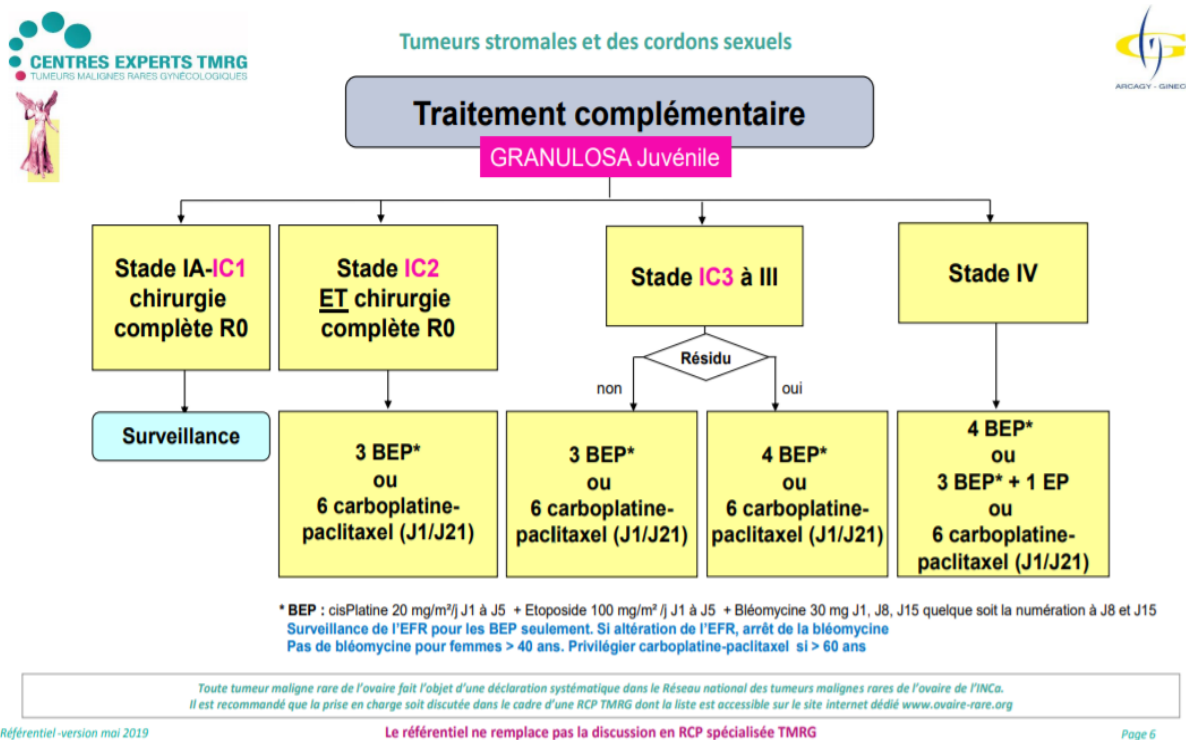 CENTRES EXPERTS TMRG
TUMEURS MALIGNES RARES GYNÉCOLOGIQUES
Tumeurs stromales et des cordons sexuels
ARCAGY - GINECO
Traitement complémentaire
GRANULOSA Juvénile
Stade IA-IC1
chirurgie
complète R0
Stade IC2
ET chirurgie
complète R0
Stade IC3 à III
Stade IV
Résidu
non
oui
Surveillance
3 BEP*
ou
6 carboplatine-
paclitaxel (J1/J21)
3 BEP*
ou
6 carboplatine-
paclitaxel (J1/J21)
4 BEP*
ou
6 carboplatine-
paclitaxel (J1/J21)
4 BEP*
ou
3 BEP* + 1 EP
ou
6 carboplatine-
paclitaxel (J1/J21)
* BEP : cisPlatine 20 mg/m²/j J1 à J5 + Etoposide 100 mg/m² /j J1 à J5 + Bléomycine 30 mg J1, J8, J15 quelque soit la numération à J8 et J15
Surveillance de l'EFR pour les BEP seulement. Si altération de l'EFR, arrêt de la bléomycine
Pas de bléomycine pour femmes > 40 ans. Privilégier carboplatine-paclitaxel si > 60 ans
Toute tumeur maligne rare de l'ovaire fait l'objet d'une déclaration systématique dans le Réseau national des tumeurs malignes rares de l'ovaire de l'INCa.
Il est recommandé que la prise en charge soit discutée dans le cadre d'une RCP TMRG dont la liste est accessible sur le site internet dédié www.ovaire-rare.org
Référentiel -version mai 2019
Le référentiel ne remplace pas la discussion en RCP spécialisée TMRG
Page 6